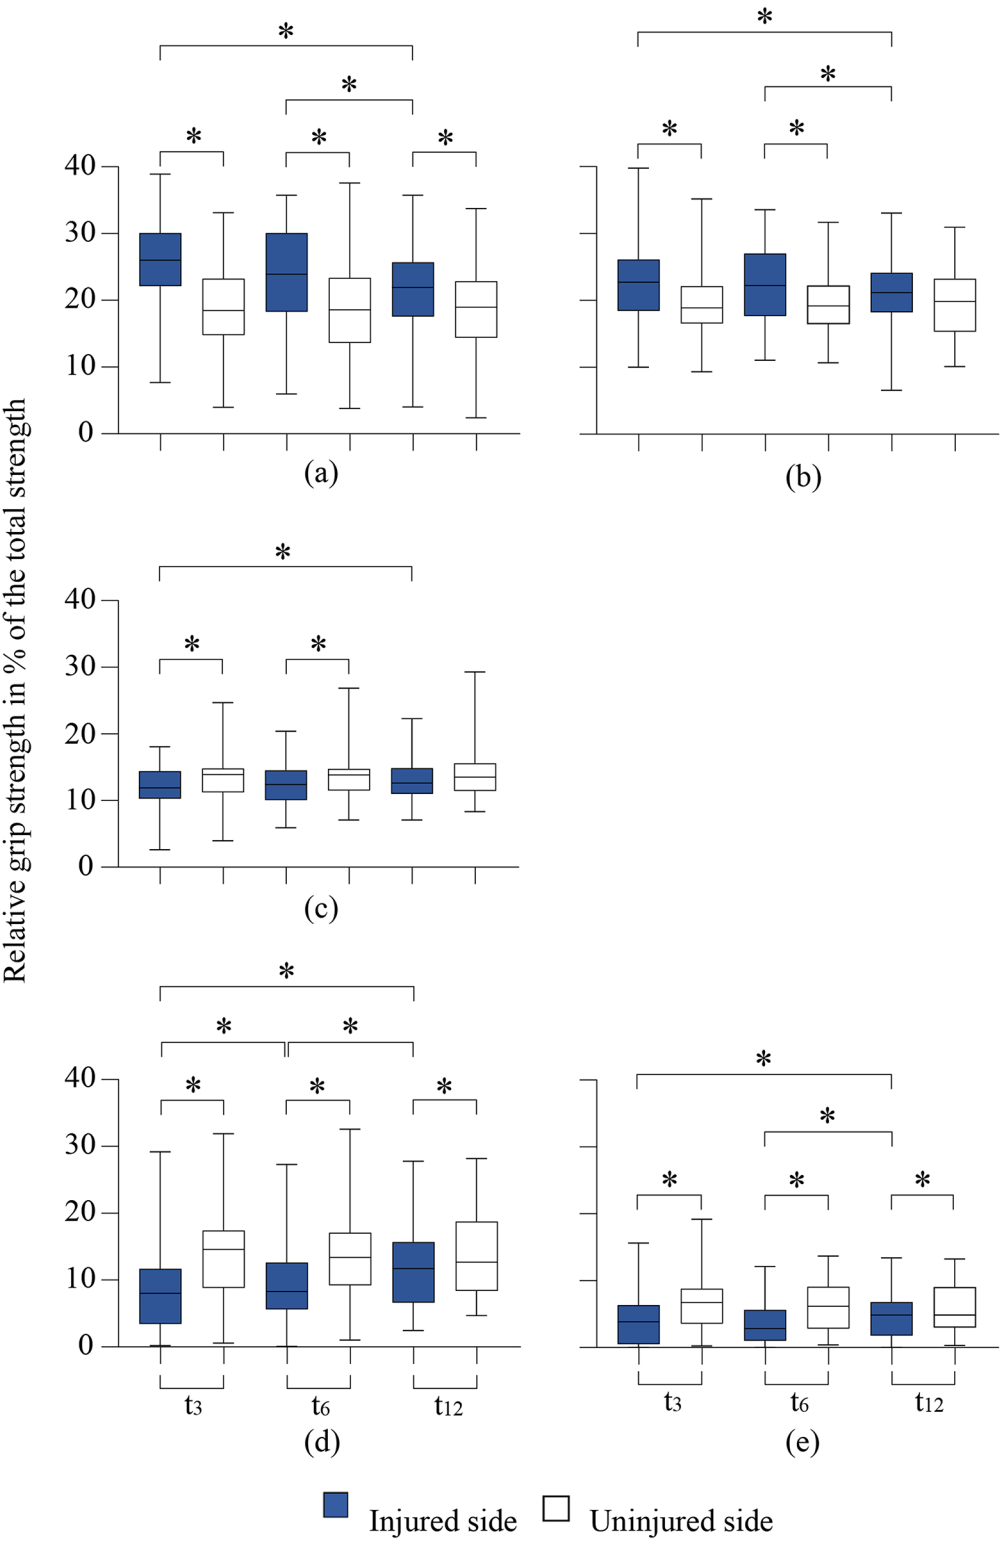 Relative grip strength in % of the total strength
* *
* *
* * * * *
40
30
20
10
0
(a) (b)
*
40
* *
30
20
10
0
(c)
*
* *
40 *
* * *
30 *
20 * * *
10
0
t3 t6 t12 t3 t6 t12
(d) (e)
Injured side Uninjured side